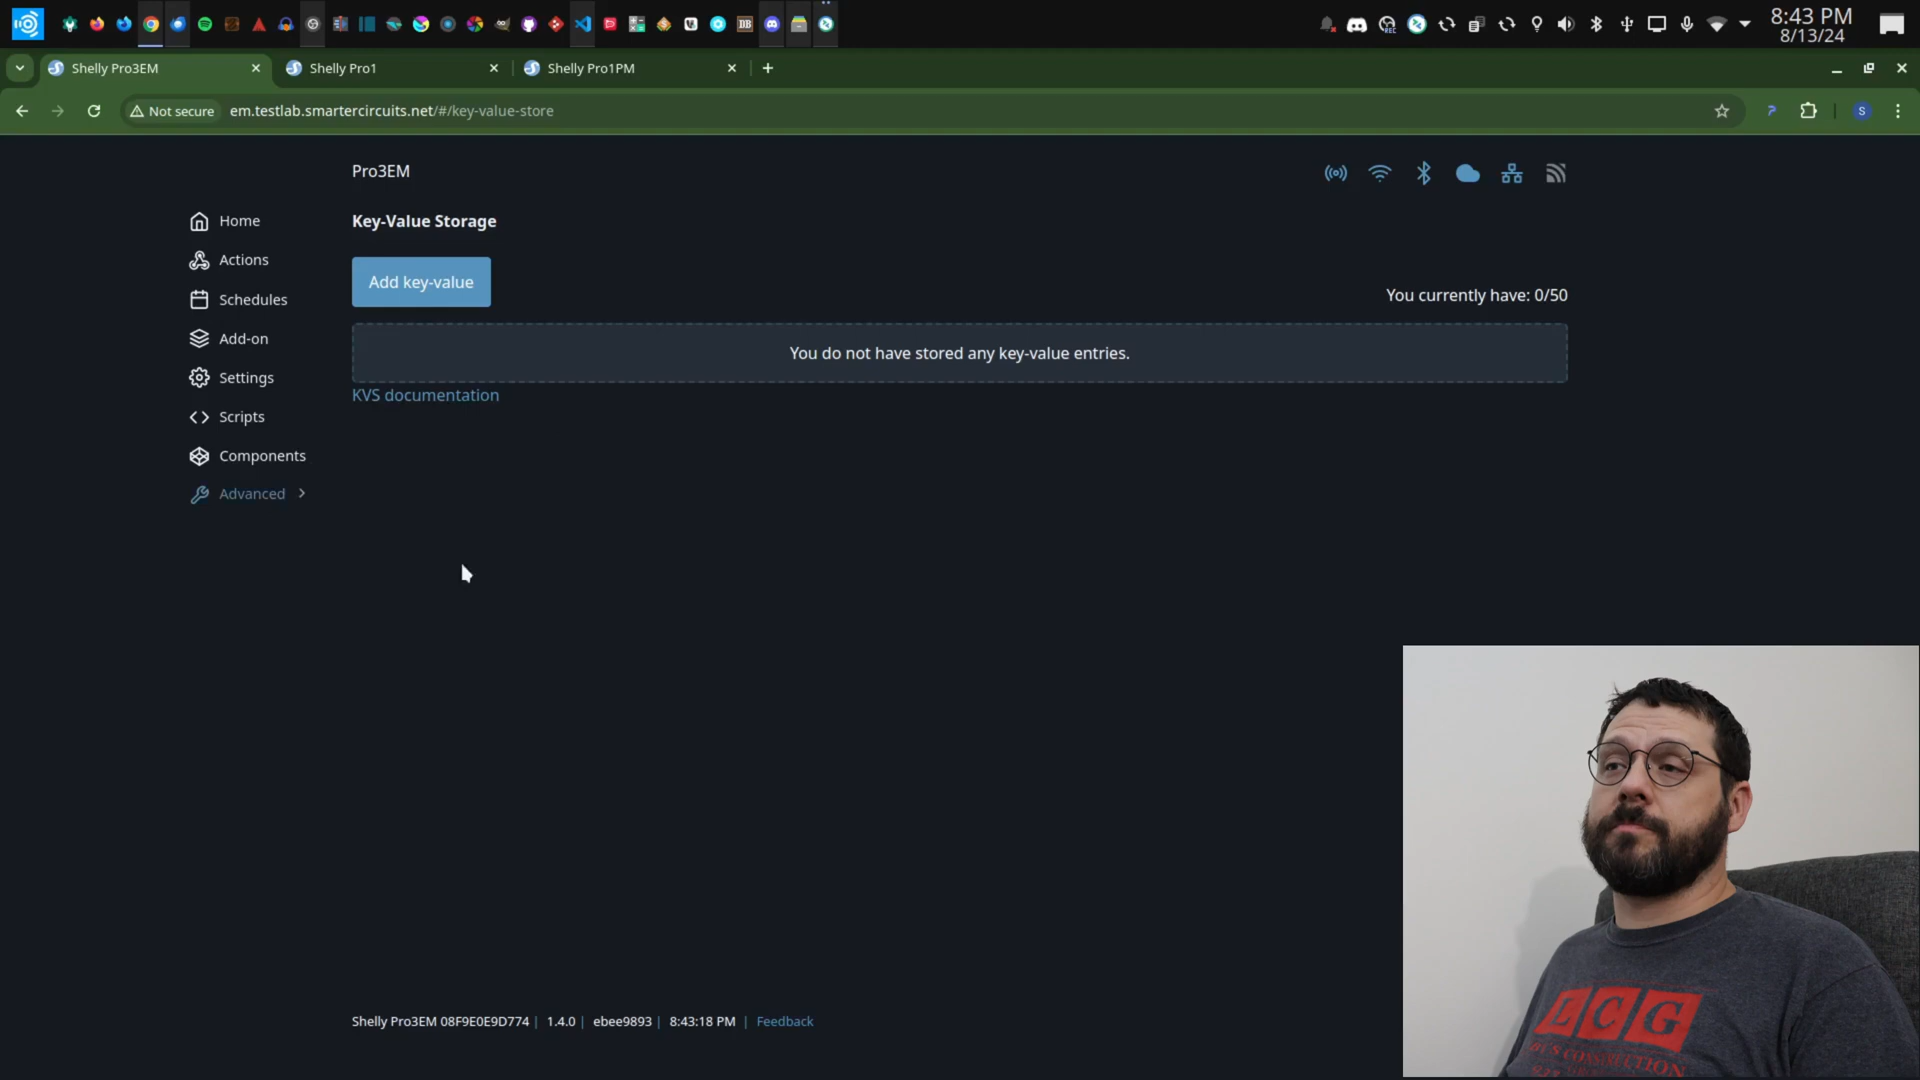 8:43 PM
8/13/24
Shelly Pro3EM
Shelly Pro1
Shelly Pro1PM
Not secure
em.testlab.smartercircuits.net/#/key-value-store
S
Pro3EM
Home
Key-Value Storage
Actions
Add key-value
Schedules
You currently have: 0/50
Add-on
You do not have stored any key-value entries.
Settings
KVS documentation
Scripts
Components
Advanced
LCG
Shelly Pro3EM 08F9E0E9D774 | 1.4.0 | ebee9893 | 8:43:18 PM | Feedback